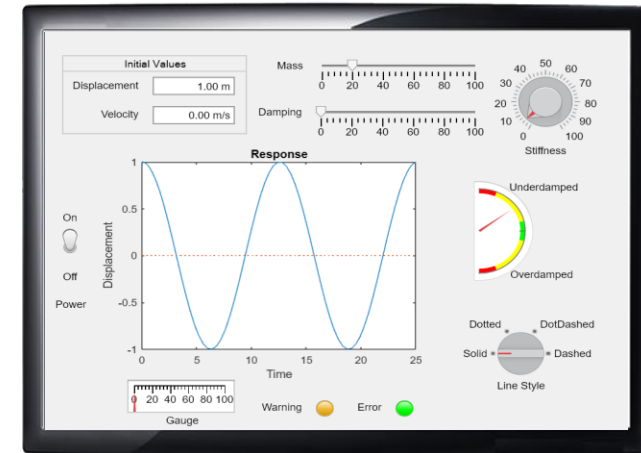 Initial Values
Displacement 1.00 m
Velocity 0.00 m/s
Mass
0 20 40 60 80 100
Damping
0 20 40 60 80 100
0 10 20 30 40 50 60 70 80 90 100
Stiffness
Response
1
0.5
0
-0.5
-1
Displacement
0 5 10 15 20 25
Time
On
Off
Power
Underdamped
Overdamped
Dotted DotDashed
Solid Dashed
Line Style
0 20 40 60 80 100
Gauge
Warning Error